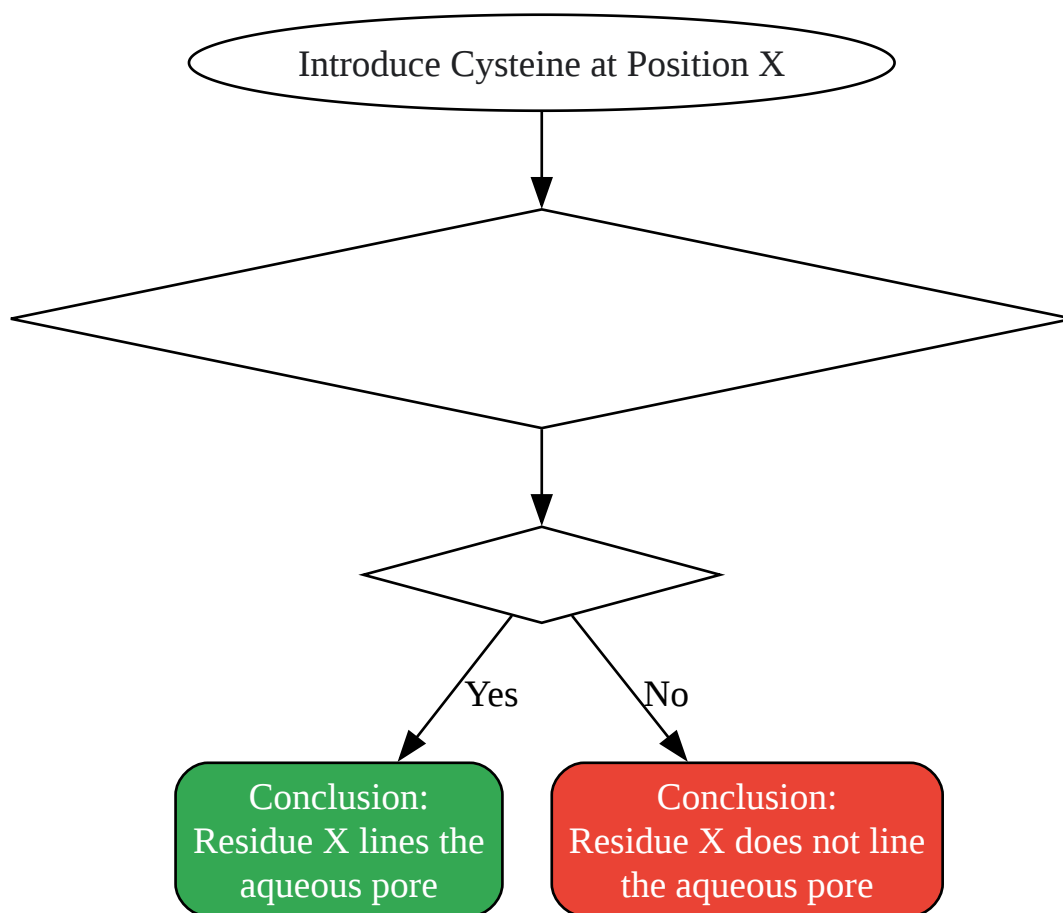 Introduce Cysteine at Position X
Yes
No
Conclusion:
Residue X lines the
aqueous pore
Conclusion:
Residue X does not line
the aqueous pore